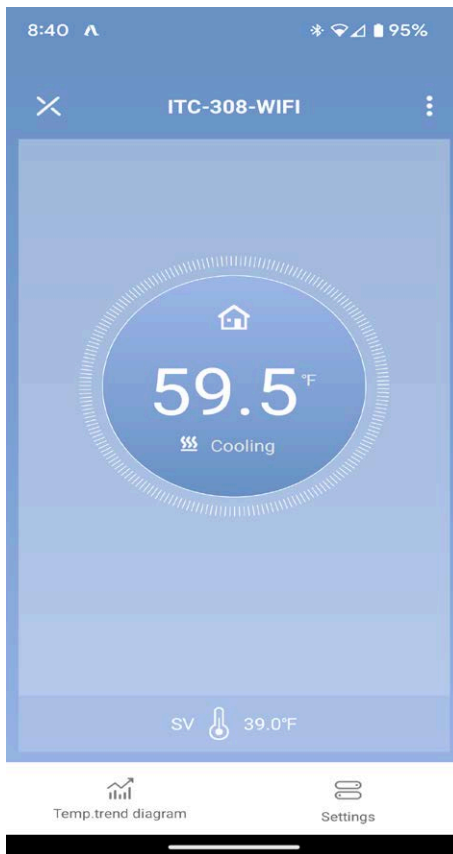 8:40 95%
ITC-308-WIFI
59.5°F
Cooling
SV 39.0°F
Temp.trend diagram Settings